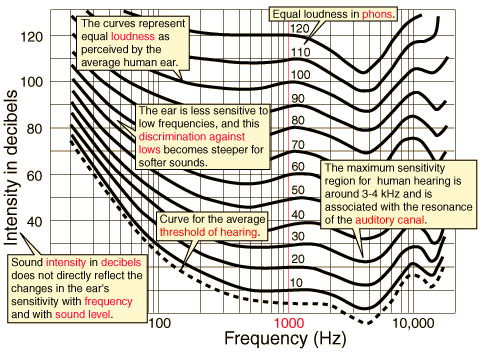 Equal loudness in phons.
The curves represent
equal loudness as
perceived by the
average human ear.
120
110
100
90
80
70
60
50
40
30
20
10
The ear is less sensitive to
low frequencies, and this
discrimination against
lows becomes steeper for
softer sounds.
The maximum sensitivity
region for human hearing is
around 3-4 kHz and is
associated with the resonance
of the auditory canal.
Curve for the average
threshold of hearing.
Sound intensity in decibels
does not directly reflect the
changes in the ear's
sensitivity with frequency
and with sound level.
Intensity in decibels
120
100
80
60
40
100
1000
10,000
Frequency (Hz)